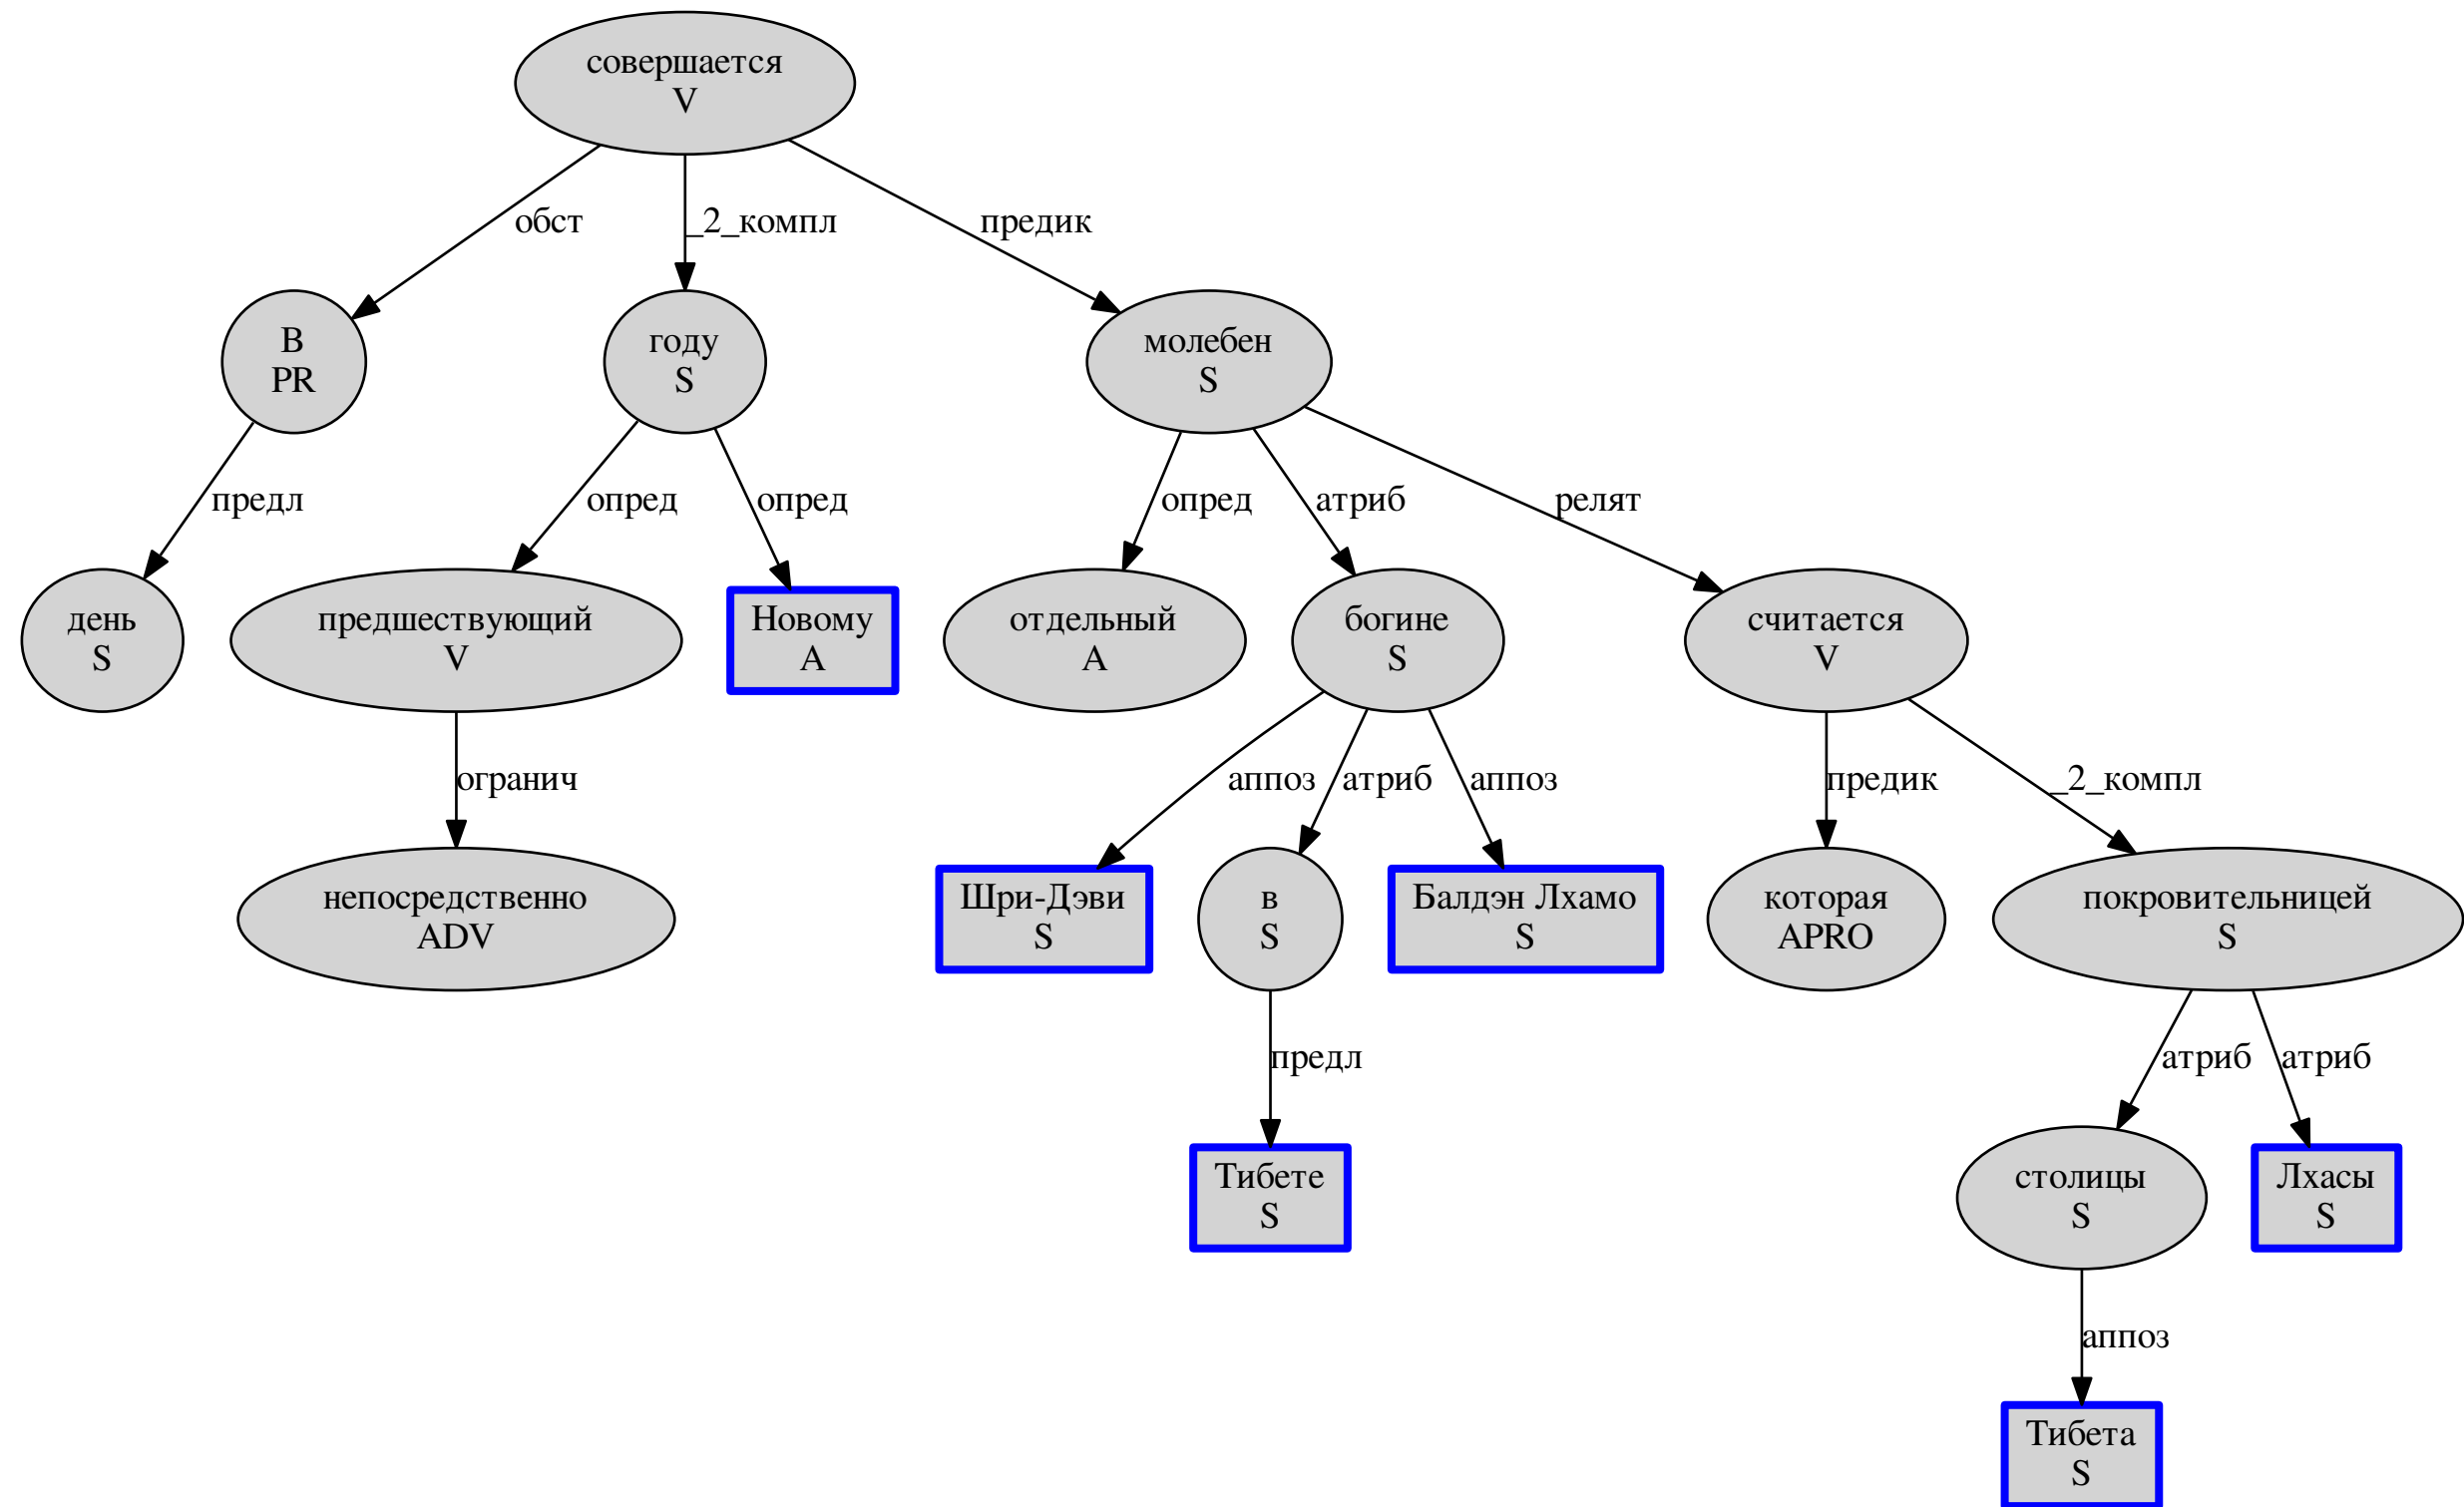 совершается
V
обст
_2_компл
предик
В
PR
году
S
молебен
S
предл
опред
опред
опред
атриб
релят
день
S
предшествующий
V
Новому
A
отдельный
A
богине
S
считается
V
огранич
аппоз
атриб
аппоз
предик
_2_компл
непосредственно
ADV
Шри-Дэви
S
в
S
Балдэн Лхамо
S
которая
APRO
покровительницей
S
предл
атриб
атриб
Тибете
S
столицы
S
Лхасы
S
аппоз
Тибета
S